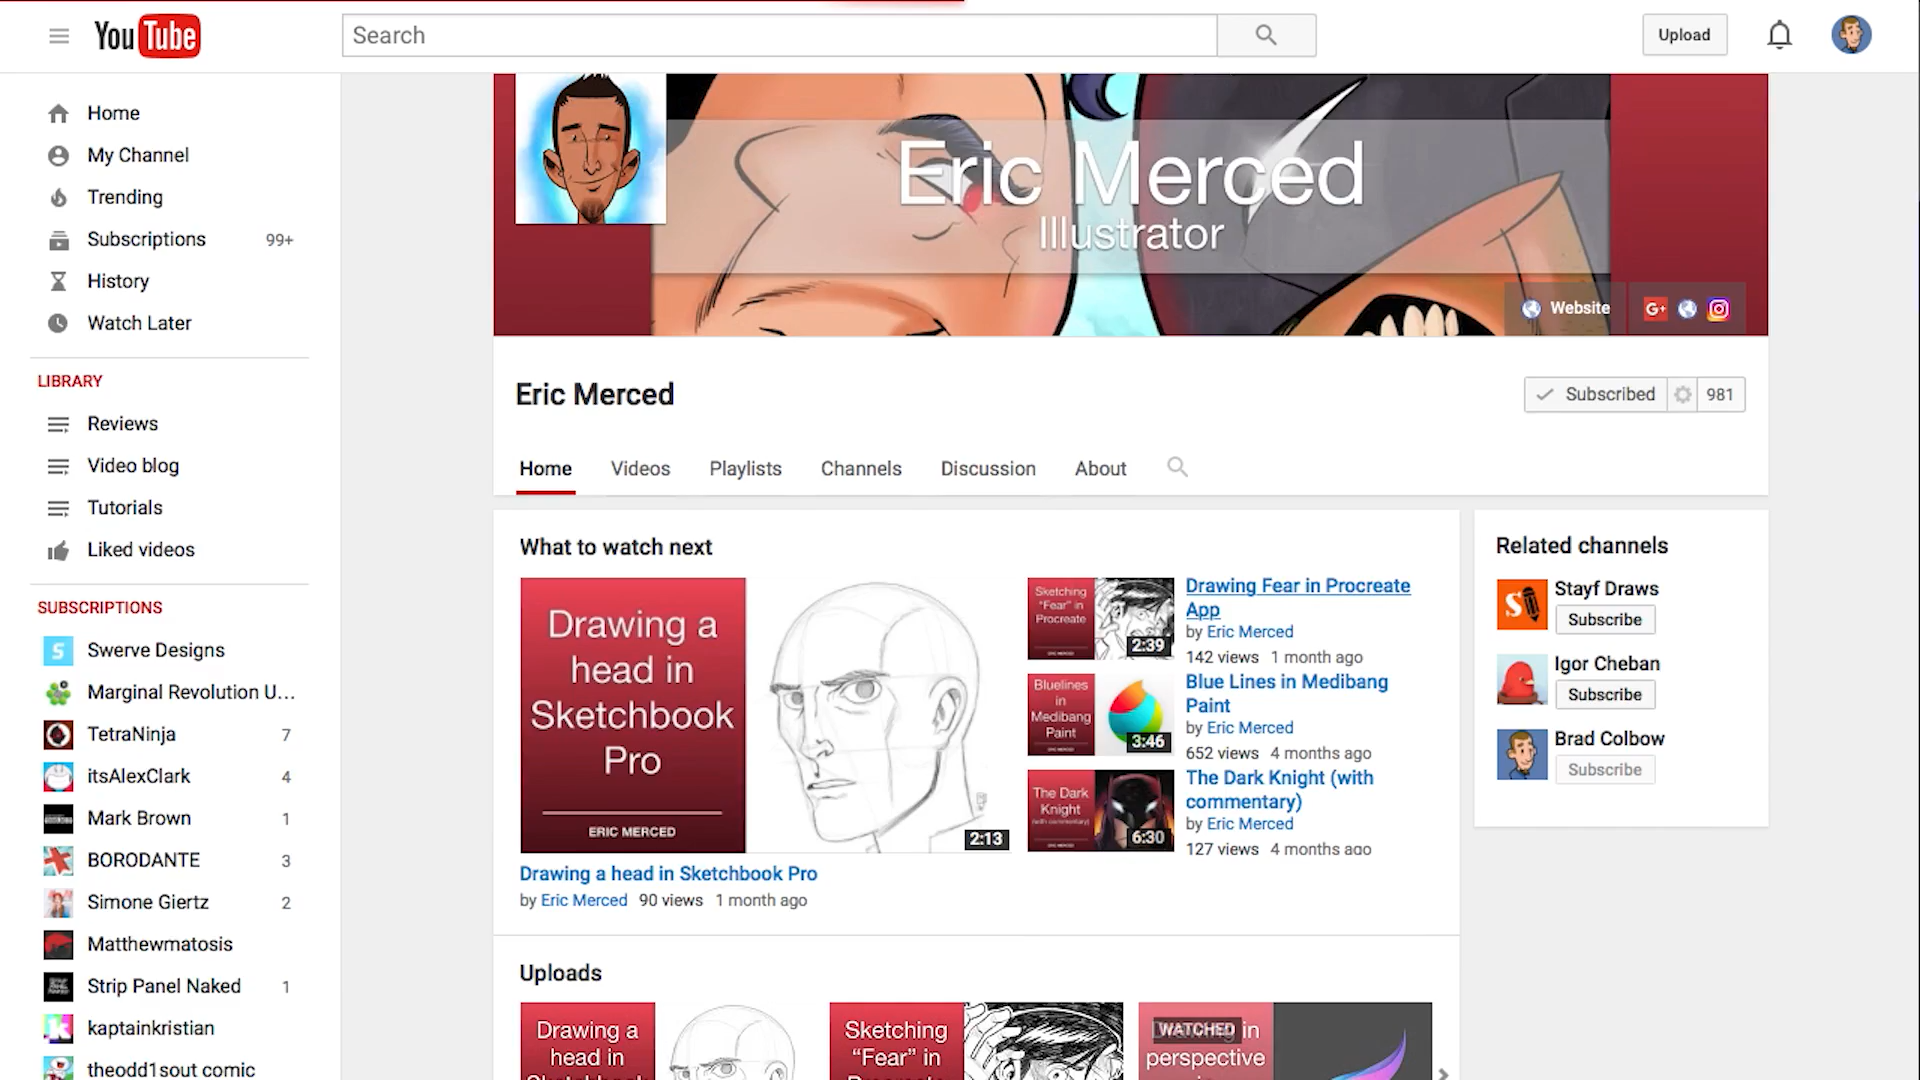 YouTube
Search
Upload
Home
My Channel
Trending
Subscriptions 99+
History
Watch Later
LIBRARY
Reviews
Video blog
Tutorials
Liked videos
SUBSCRIPTIONS
Swerve Designs
Marginal Revolution U...
TetraNinja 7
itsAlexClark 4
Mark Brown 1
BORODANTE 3
Simone Giertz 2
Matthewmatosis
Strip Panel Naked 1
kaptainkristian
theodd1sout comic
Eric Merced
Illustrator
Website
G+
Eric Merced
Subscribed 981
Home Videos Playlists Channels Discussion About
What to watch next
Drawing a
head in
Sketchbook
Pro
ERIC MERCED
2:13
Drawing a head in Sketchbook Pro
by Eric Merced 90 views 1 month ago
Sketching
"Fear" in
Procreate
2:39
Drawing Fear in Procreate
App
by Eric Merced
142 views 1 month ago
Bluelines
in
Medibang
Paint
3:46
Blue Lines in Medibang
Paint
by Eric Merced
652 views 4 months ago
The Dark
Knight
(with commentary)
6:30
The Dark Knight (with
commentary)
by Eric Merced
127 views 4 months ago
Related channels
Stayf Draws
Subscribe
Igor Cheban
Subscribe
Brad Colbow
Subscribe
Uploads
Drawing a
head in
Sketching
"Fear" in
WATCHED
in
perspective